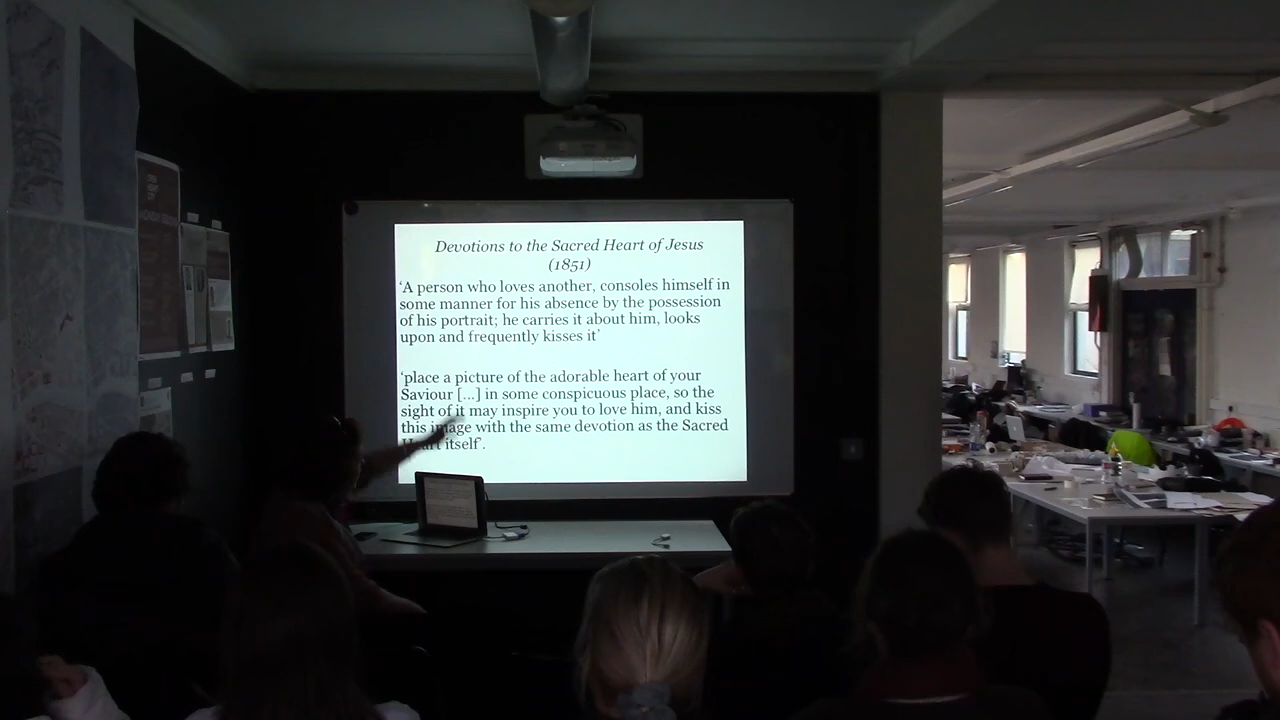 Devotions to the Sacred Heart of Jesus
(1851)
‘A person who loves another, consoles himself in
some manner for his absence by the possession
of his portrait; he carries it about him, looks
upon and frequently kisses it’
‘place a picture of the adorable heart of your
Saviour [...] in some conspicuous place, so the
sight of it may inspire you to love him, and kiss
this image with the same devotion as the Sacred
Heart itself’.